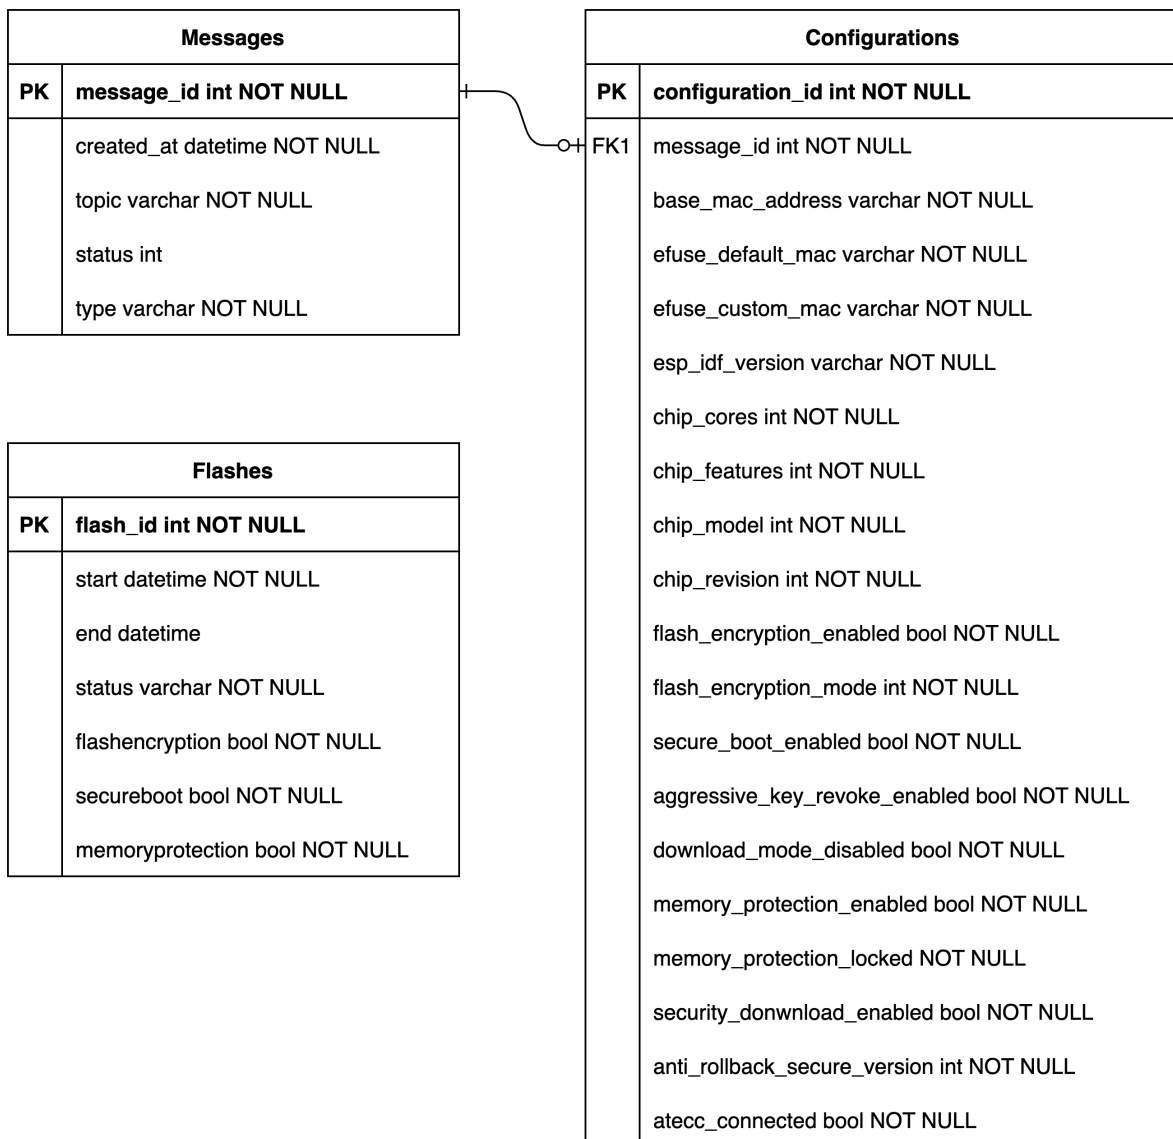 Messages
PK message_id int NOT NULL
created_at datetime NOT NULL
topic varchar NOT NULL
status int
type varchar NOT NULL
Flashes
PK flash_id int NOT NULL
start datetime NOT NULL
end datetime
status varchar NOT NULL
flashencryption bool NOT NULL
secureboot bool NOT NULL
memoryprotection bool NOT NULL
Configurations
PK configuration_id int NOT NULL
FK1 message_id int NOT NULL
base_mac_address varchar NOT NULL
efuse_default_mac varchar NOT NULL
efuse_custom_mac varchar NOT NULL
esp_idf_version varchar NOT NULL
chip_cores int NOT NULL
chip_features int NOT NULL
chip_model int NOT NULL
chip_revision int NOT NULL
flash_encryption_enabled bool NOT NULL
flash_encryption_mode int NOT NULL
secure_boot_enabled bool NOT NULL
aggressive_key_revoke_enabled bool NOT NULL
download_mode_disabled bool NOT NULL
memory_protection_enabled bool NOT NULL
memory_protection_locked NOT NULL
security_donwnload_enabled bool NOT NULL
anti_rollback_secure_version int NOT NULL
atecc_connected bool NOT NULL